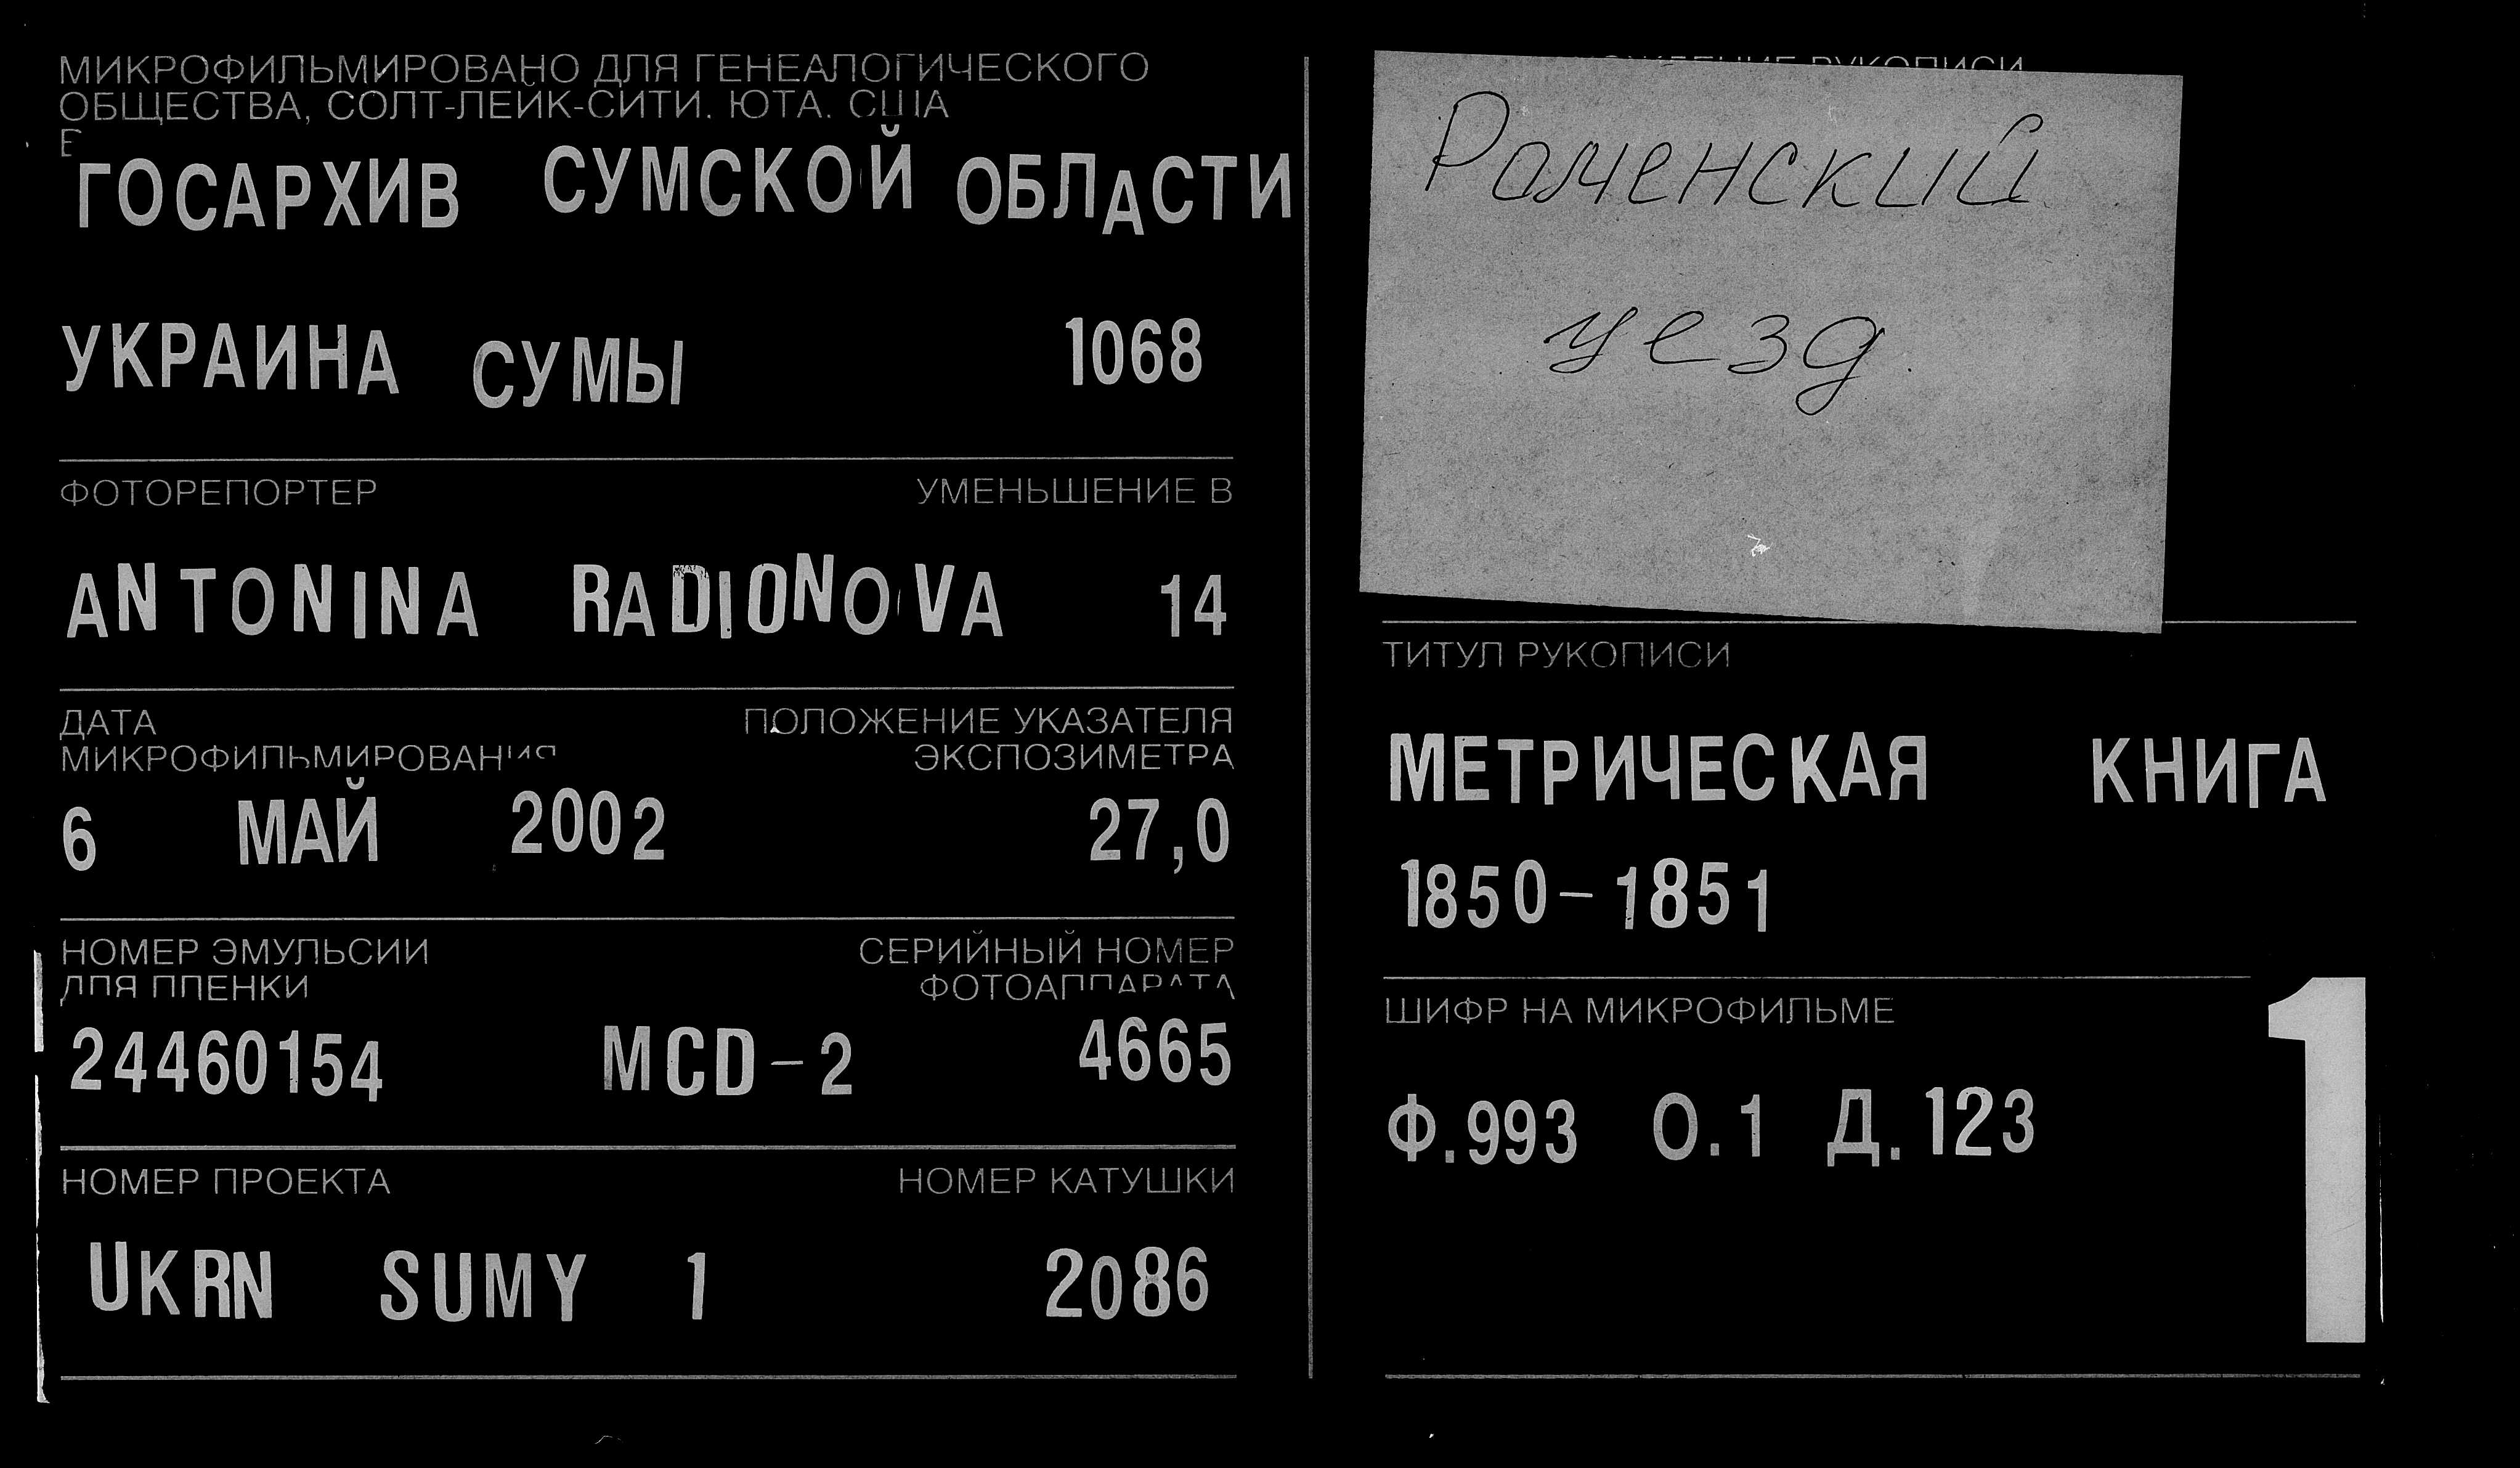 МИКРОФИЛЬМИРОВАНО ДЛЯ ГЕНЕАЛОГИЧЕСКОГО
ОБЩЕСТВА, СОЛТ-ЛЕЙК-СИТИ. ЮТА. США
ГОСАРХИВ СУМСКОЙ ОБЛАСТИ
УКРАИНА СУМЫ 1068
ФОТОРЕПОРТЕР УМЕНЬШЕНИЕ В
ANTONINA RADIONOVA 14
ДАТА ПОЛОЖЕНИЕ УКАЗАТЕЛЯ
МИКРОФИЛЬМИРОВАНИЯ ЭКСПОЗИМЕТРА
6 МАЙ 2002 27,0
НОМЕР ЭМУЛЬСИИ СЕРИЙНЫЙ НОМЕР
ДЛЯ ПЛЕНКИ ФОТОАППАРАТА
24460154 MCD-2 4665
НОМЕР ПРОЕКТА НОМЕР КАТУШКИ
UKRN SUMY 1 2086
РУКОПИСИ
Роменский
уезд
ТИТУЛ РУКОПИСИ
МЕТРИЧЕСКАЯ КНИГА
1850-1851
ШИФР НА МИКРОФИЛЬМЕ
Ф.993 О.1 Д.123
1